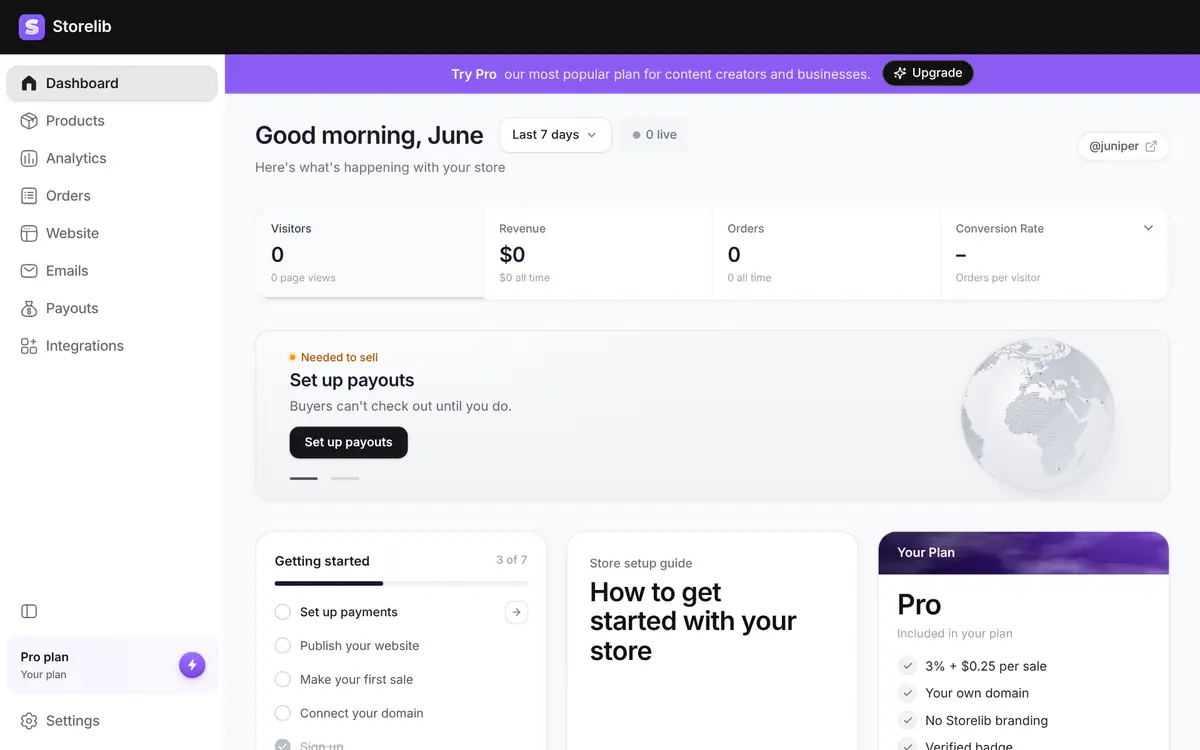 Storelib
Dashboard
Products
Analytics
Orders
Website
Emails
Payouts
Integrations
Pro plan
Your plan
Settings
Try Pro our most popular plan for content creators and businesses. Upgrade
Good morning, June
Last 7 days
0 live
@juniper
Here's what's happening with your store
Visitors
0
0 page views
Revenue
$0
$0 all time
Orders
0
0 all time
Conversion Rate
–
Orders per visitor
Needed to sell
Set up payouts
Buyers can't check out until you do.
Set up payouts
Getting started
3 of 7
Set up payments
Publish your website
Make your first sale
Connect your domain
Sign up
Store setup guide
How to get
started with your
store
Your Plan
Pro
Included in your plan
3% + $0.25 per sale
Your own domain
No Storelib branding
Verified badge